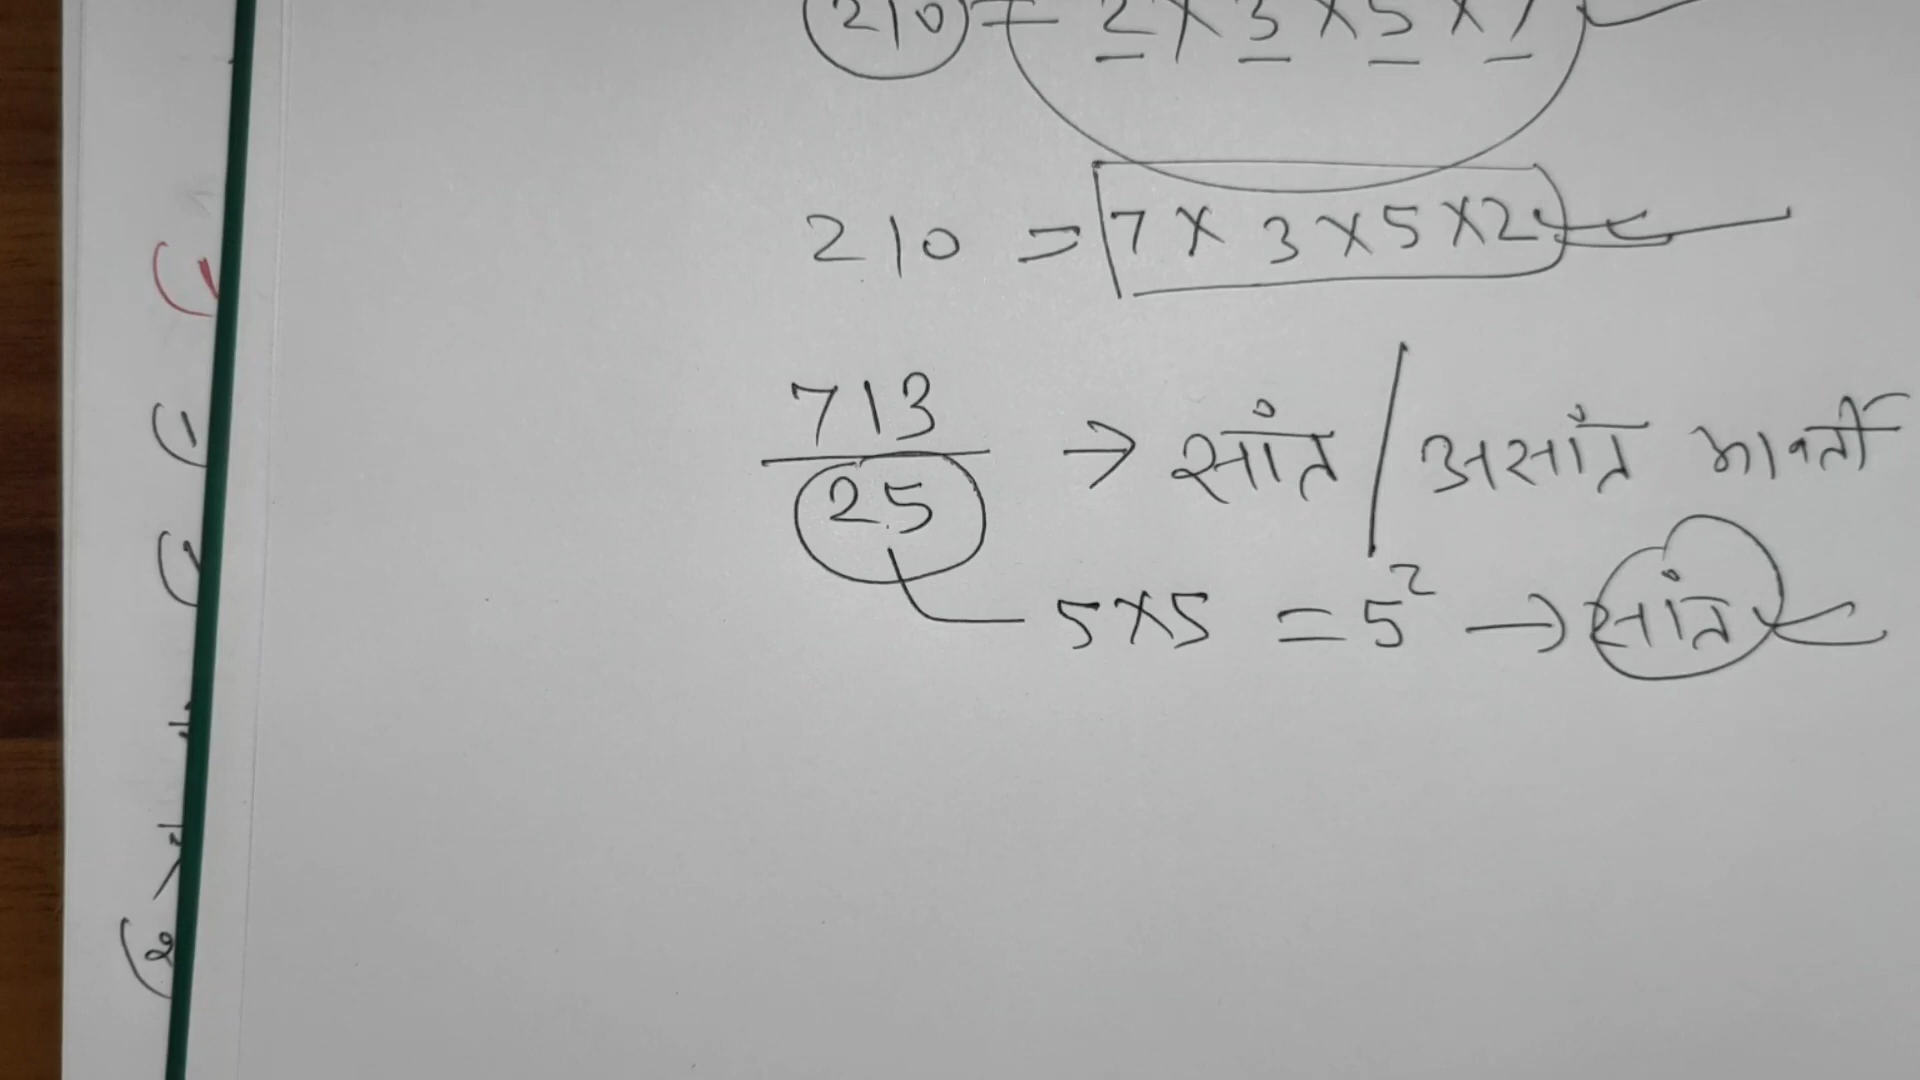 210 = 2 × 3 × 5 × 7
210 = 7 × 3 × 5 × 2
713
25 → सांत / असांत आवर्ती
5×5 = 5² → सांत